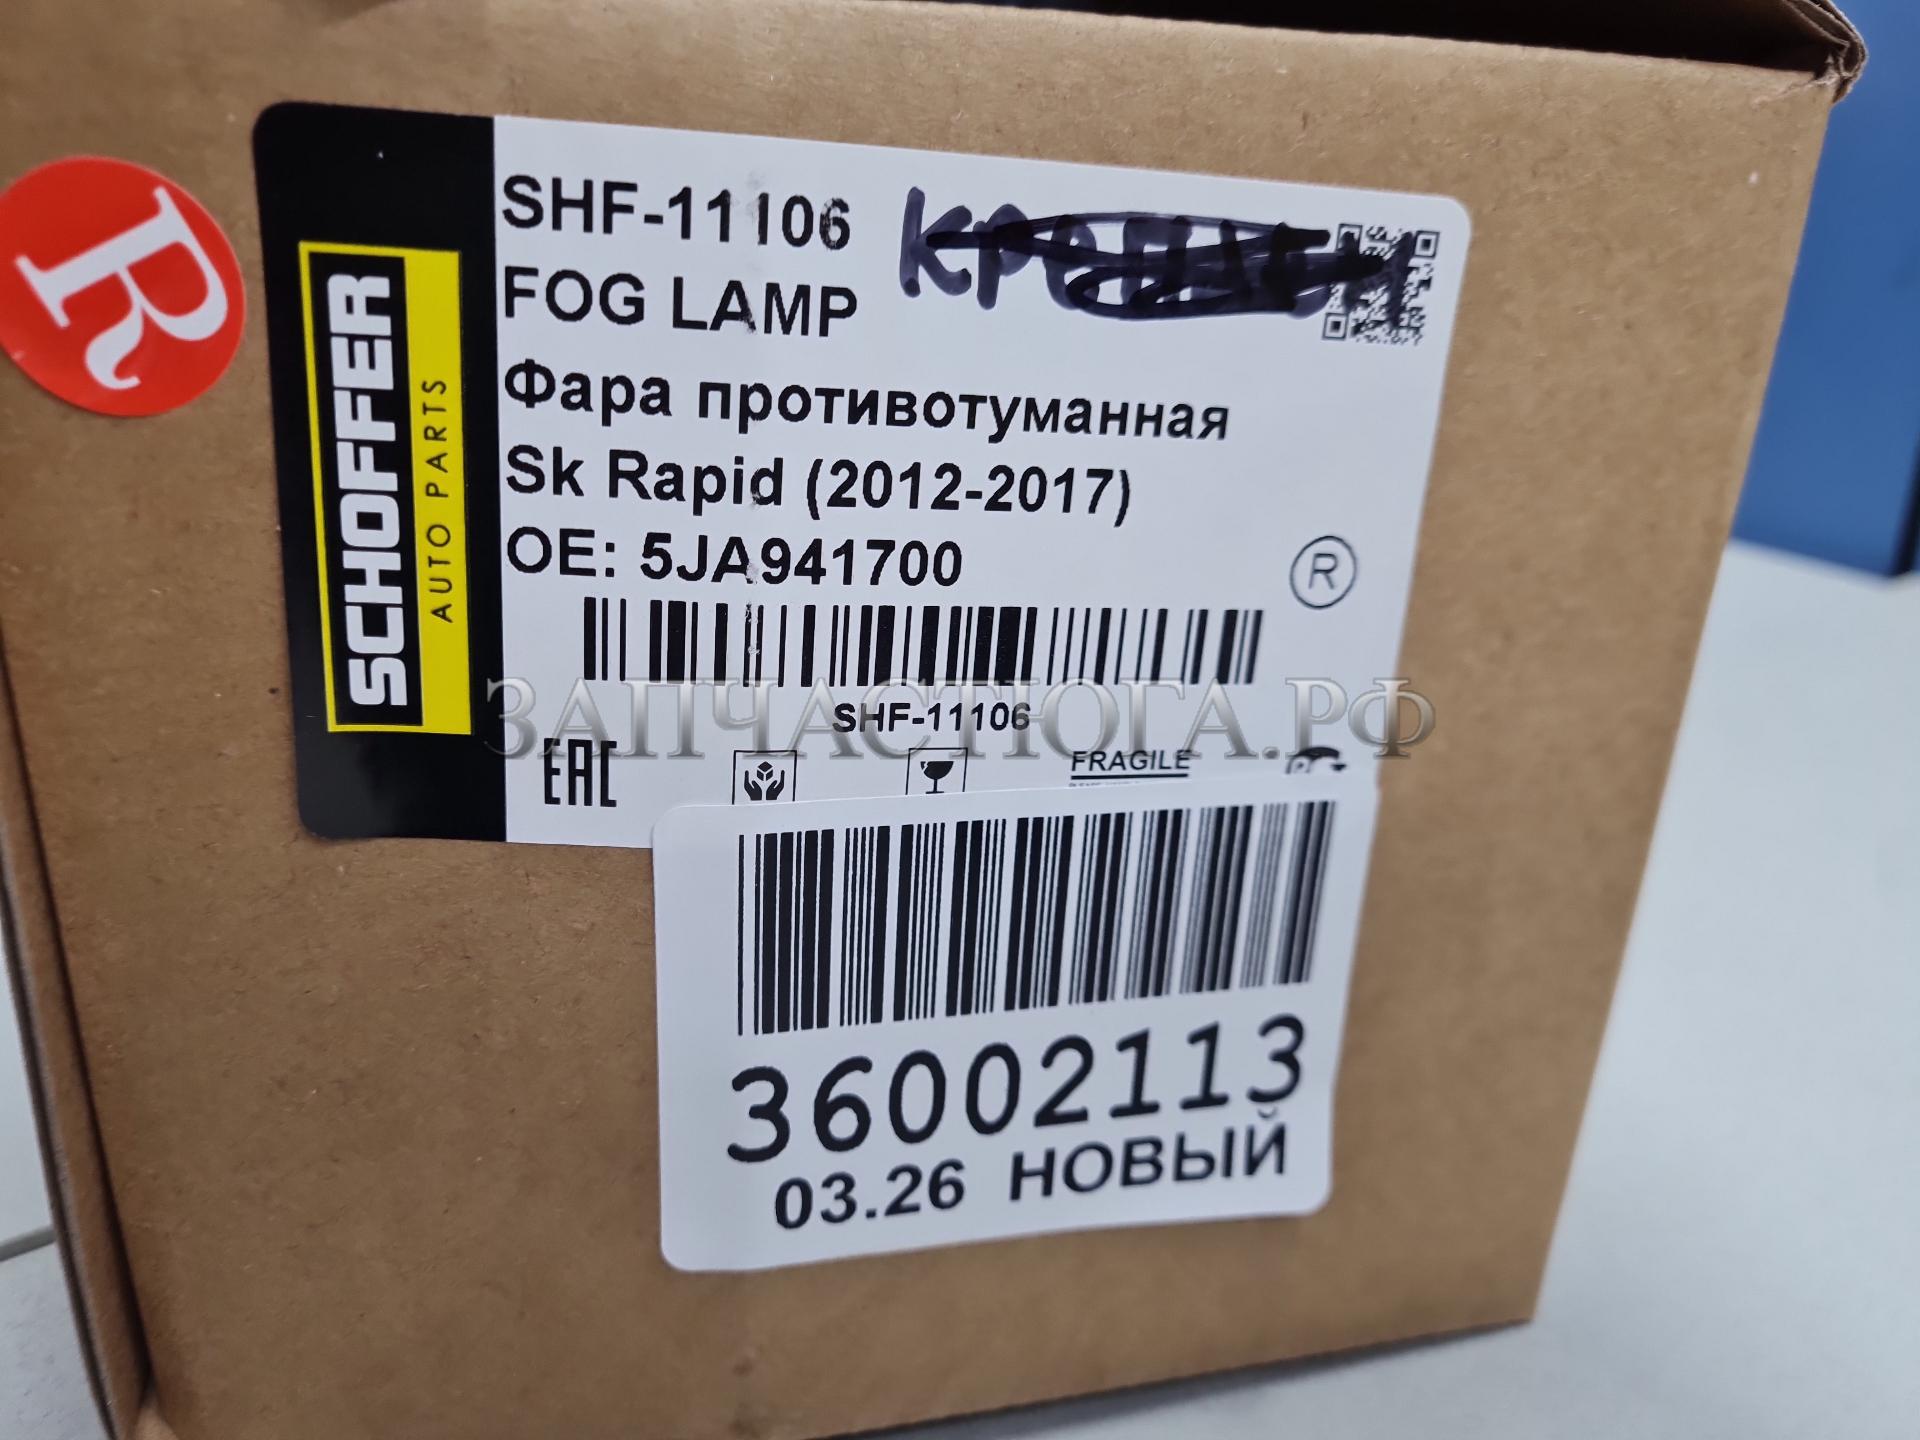 R
SCHOFFER
AUTO PARTS
SHF-11106
FOG LAMP
Фара противотуманная
Sk Rapid (2012-2017)
OE: 5JA941700
R
ЗАПЧАСТЮГА.РФ
SHF-11106
EAC
FRAGILE
36002113
03.26 НОВЫЙ